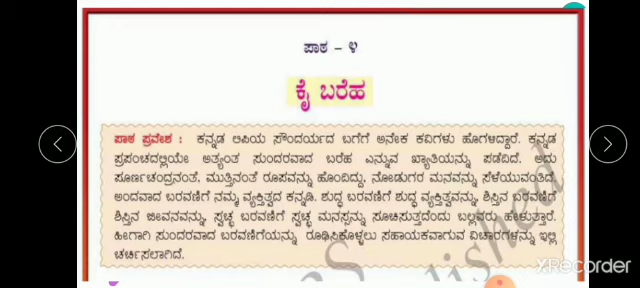 ಪಾಠ - ೪
ಕೈ ಬರೆಹ
ಪಾಠ ಪ್ರವೇಶ : ಕನ್ನಡ ಲಿಪಿಯ ಸೌಂದರ್ಯದ ಬಗೆಗೆ ಅನೇಕ ಕವಿಗಳು ಹೊಗಳಿದ್ದಾರೆ. ಕನ್ನಡ
ಪ್ರಪಂಚದಲ್ಲಿಯೇ ಅತ್ಯಂತ ಸುಂದರವಾದ ಬರೆಹ ಎನ್ನುವ ಖ್ಯಾತಿಯನ್ನು ಪಡೆದಿದೆ. ಅದು
ಪೂರ್ಣಚಂದ್ರನಂತೆ, ಮುತ್ತಿನಂತೆ ರೂಪವನ್ನು ಹೊಂದಿದ್ದು, ನೋಡುಗರ ಮನವನ್ನು ಸೆಳೆಯುವಂತಿದೆ.
ಅಂದವಾದ ಬರವಣಿಗೆ ನಮ್ಮ ವ್ಯಕ್ತಿತ್ವದ ಕನ್ನಡಿ. ಶುದ್ಧ ಬರವಣಿಗೆ ಶುದ್ಧ ವ್ಯಕ್ತಿತ್ವವನ್ನು, ಶಿಸ್ತಿನ ಬರವಣಿಗೆ
ಶಿಸ್ತಿನ ಜೀವನವನ್ನು, ಸ್ವಚ್ಛ ಬರವಣಿಗೆ ಸ್ವಚ್ಛ ಮನಸ್ಸನ್ನು ಸೂಚಿಸುತ್ತದೆಂದು ಬಲ್ಲವರು ಹೇಳುತ್ತಾರೆ.
ಹೀಗಾಗಿ ಸುಂದರವಾದ ಬರವಣಿಗೆಯನ್ನು ರೂಢಿಸಿಕೊಳ್ಳಲು ಸಹಾಯಕವಾಗುವ ವಿಚಾರಗಳನ್ನು ಇಲ್ಲಿ
ಚರ್ಚಿಸಲಾಗಿದೆ.
XRecorder